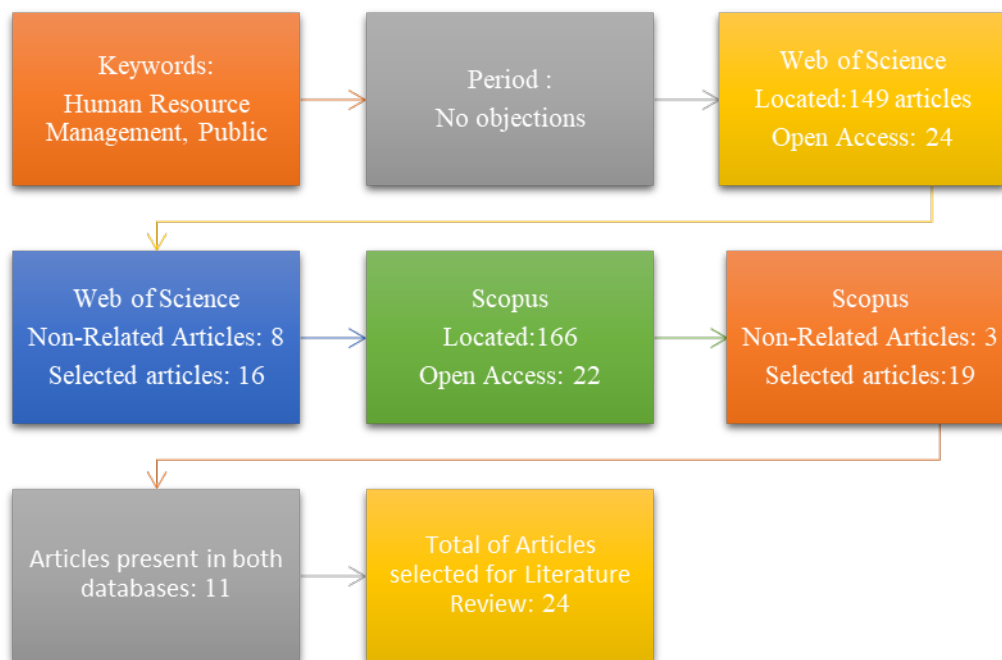 Keywords:
Human Resource
Management, Public
Period :
No objections
Web of Science
Located:149 articles
Open Access: 24
Web of Science
Non-Related Articles: 8
Selected articles: 16
Scopus
Located:166
Open Access: 22
Scopus
Non-Related Articles: 3
Selected articles:19
Articles present in both
databases: 11
Total of Articles
selected for Literature
Review: 24